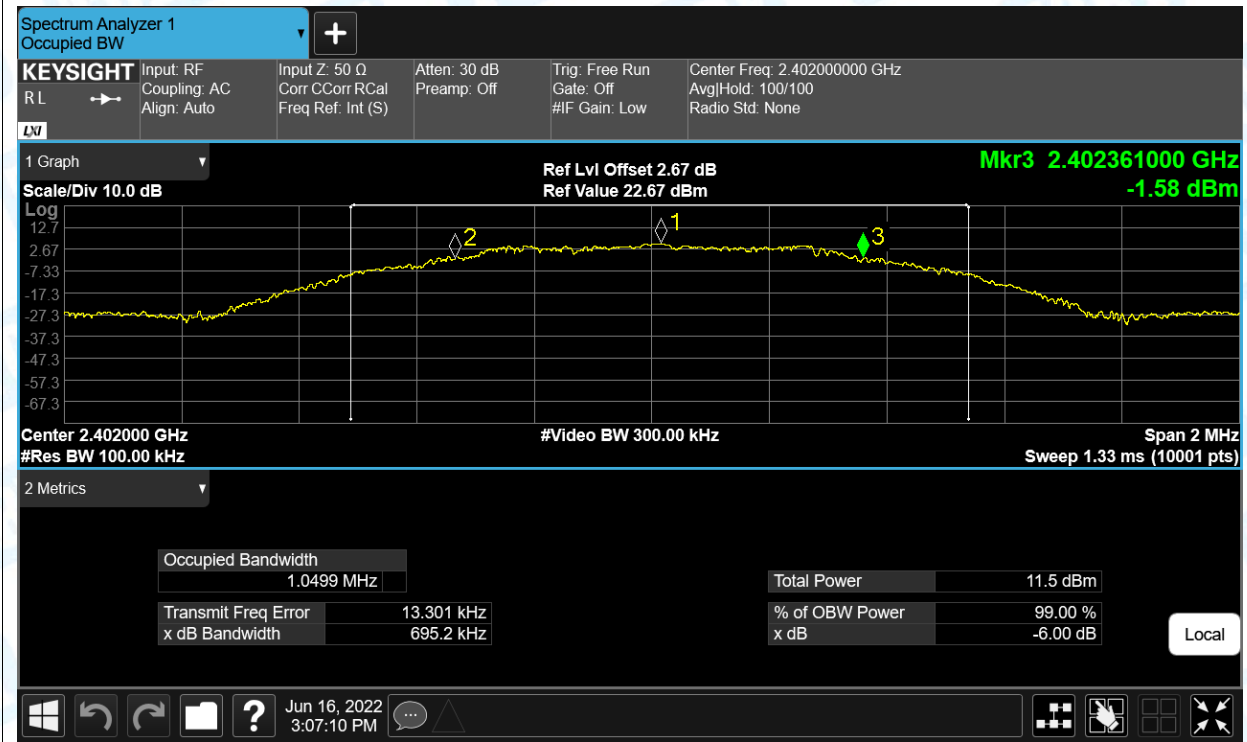 Spectrum Analyzer 1
Occupied BW
KEYSIGHT
R L
LXI
Input: RF
Coupling: AC
Align: Auto
Input Z: 50 Ω
Corr CCorr RCal
Freq Ref: Int (S)
Atten: 30 dB
Preamp: Off
Trig: Free Run
Gate: Off
#IF Gain: Low
Center Freq: 2.402000000 GHz
Avg|Hold: 100/100
Radio Std: None
1 Graph
Scale/Div 10.0 dB
Ref Lvl Offset 2.67 dB
Ref Value 22.67 dBm
Mkr3 2.402361000 GHz
-1.58 dBm
Log
12.7
2.67
-7.33
-17.3
-27.3
-37.3
-47.3
-57.3
-67.3
2
1
3
Center 2.402000 GHz
#Video BW 300.00 kHz
Span 2 MHz
#Res BW 100.00 kHz
Sweep 1.33 ms (10001 pts)
2 Metrics
Occupied Bandwidth
1.0499 MHz
Transmit Freq Error 13.301 kHz
x dB Bandwidth 695.2 kHz
Total Power 11.5 dBm
% of OBW Power 99.00 %
x dB -6.00 dB
Local
?
Jun 16, 2022
3:07:10 PM